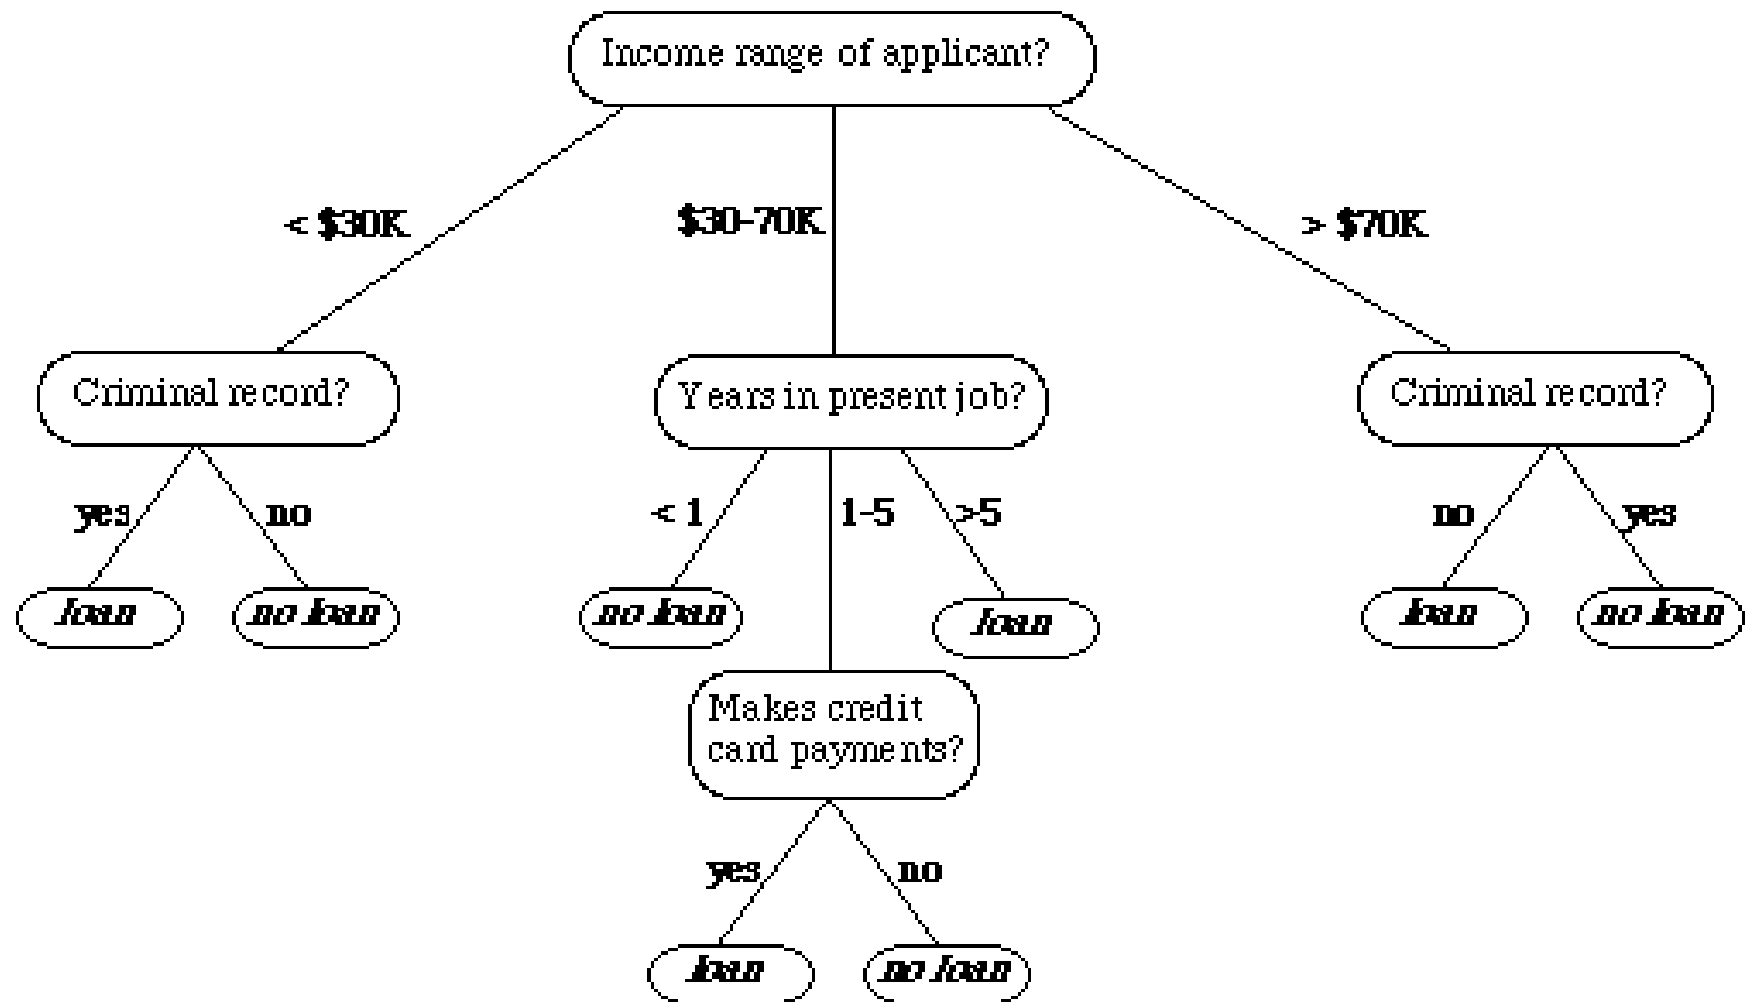 Income range of applicant?
< $30K
$30-70K
> $70K
Criminal record?
Years in present job?
Criminal record?
yes
no
< 1
1-5
>5
no
yes
loan
no loan
no loan
loan
loan
no loan
Makes credit
card payments?
yes
no
loan
no loan